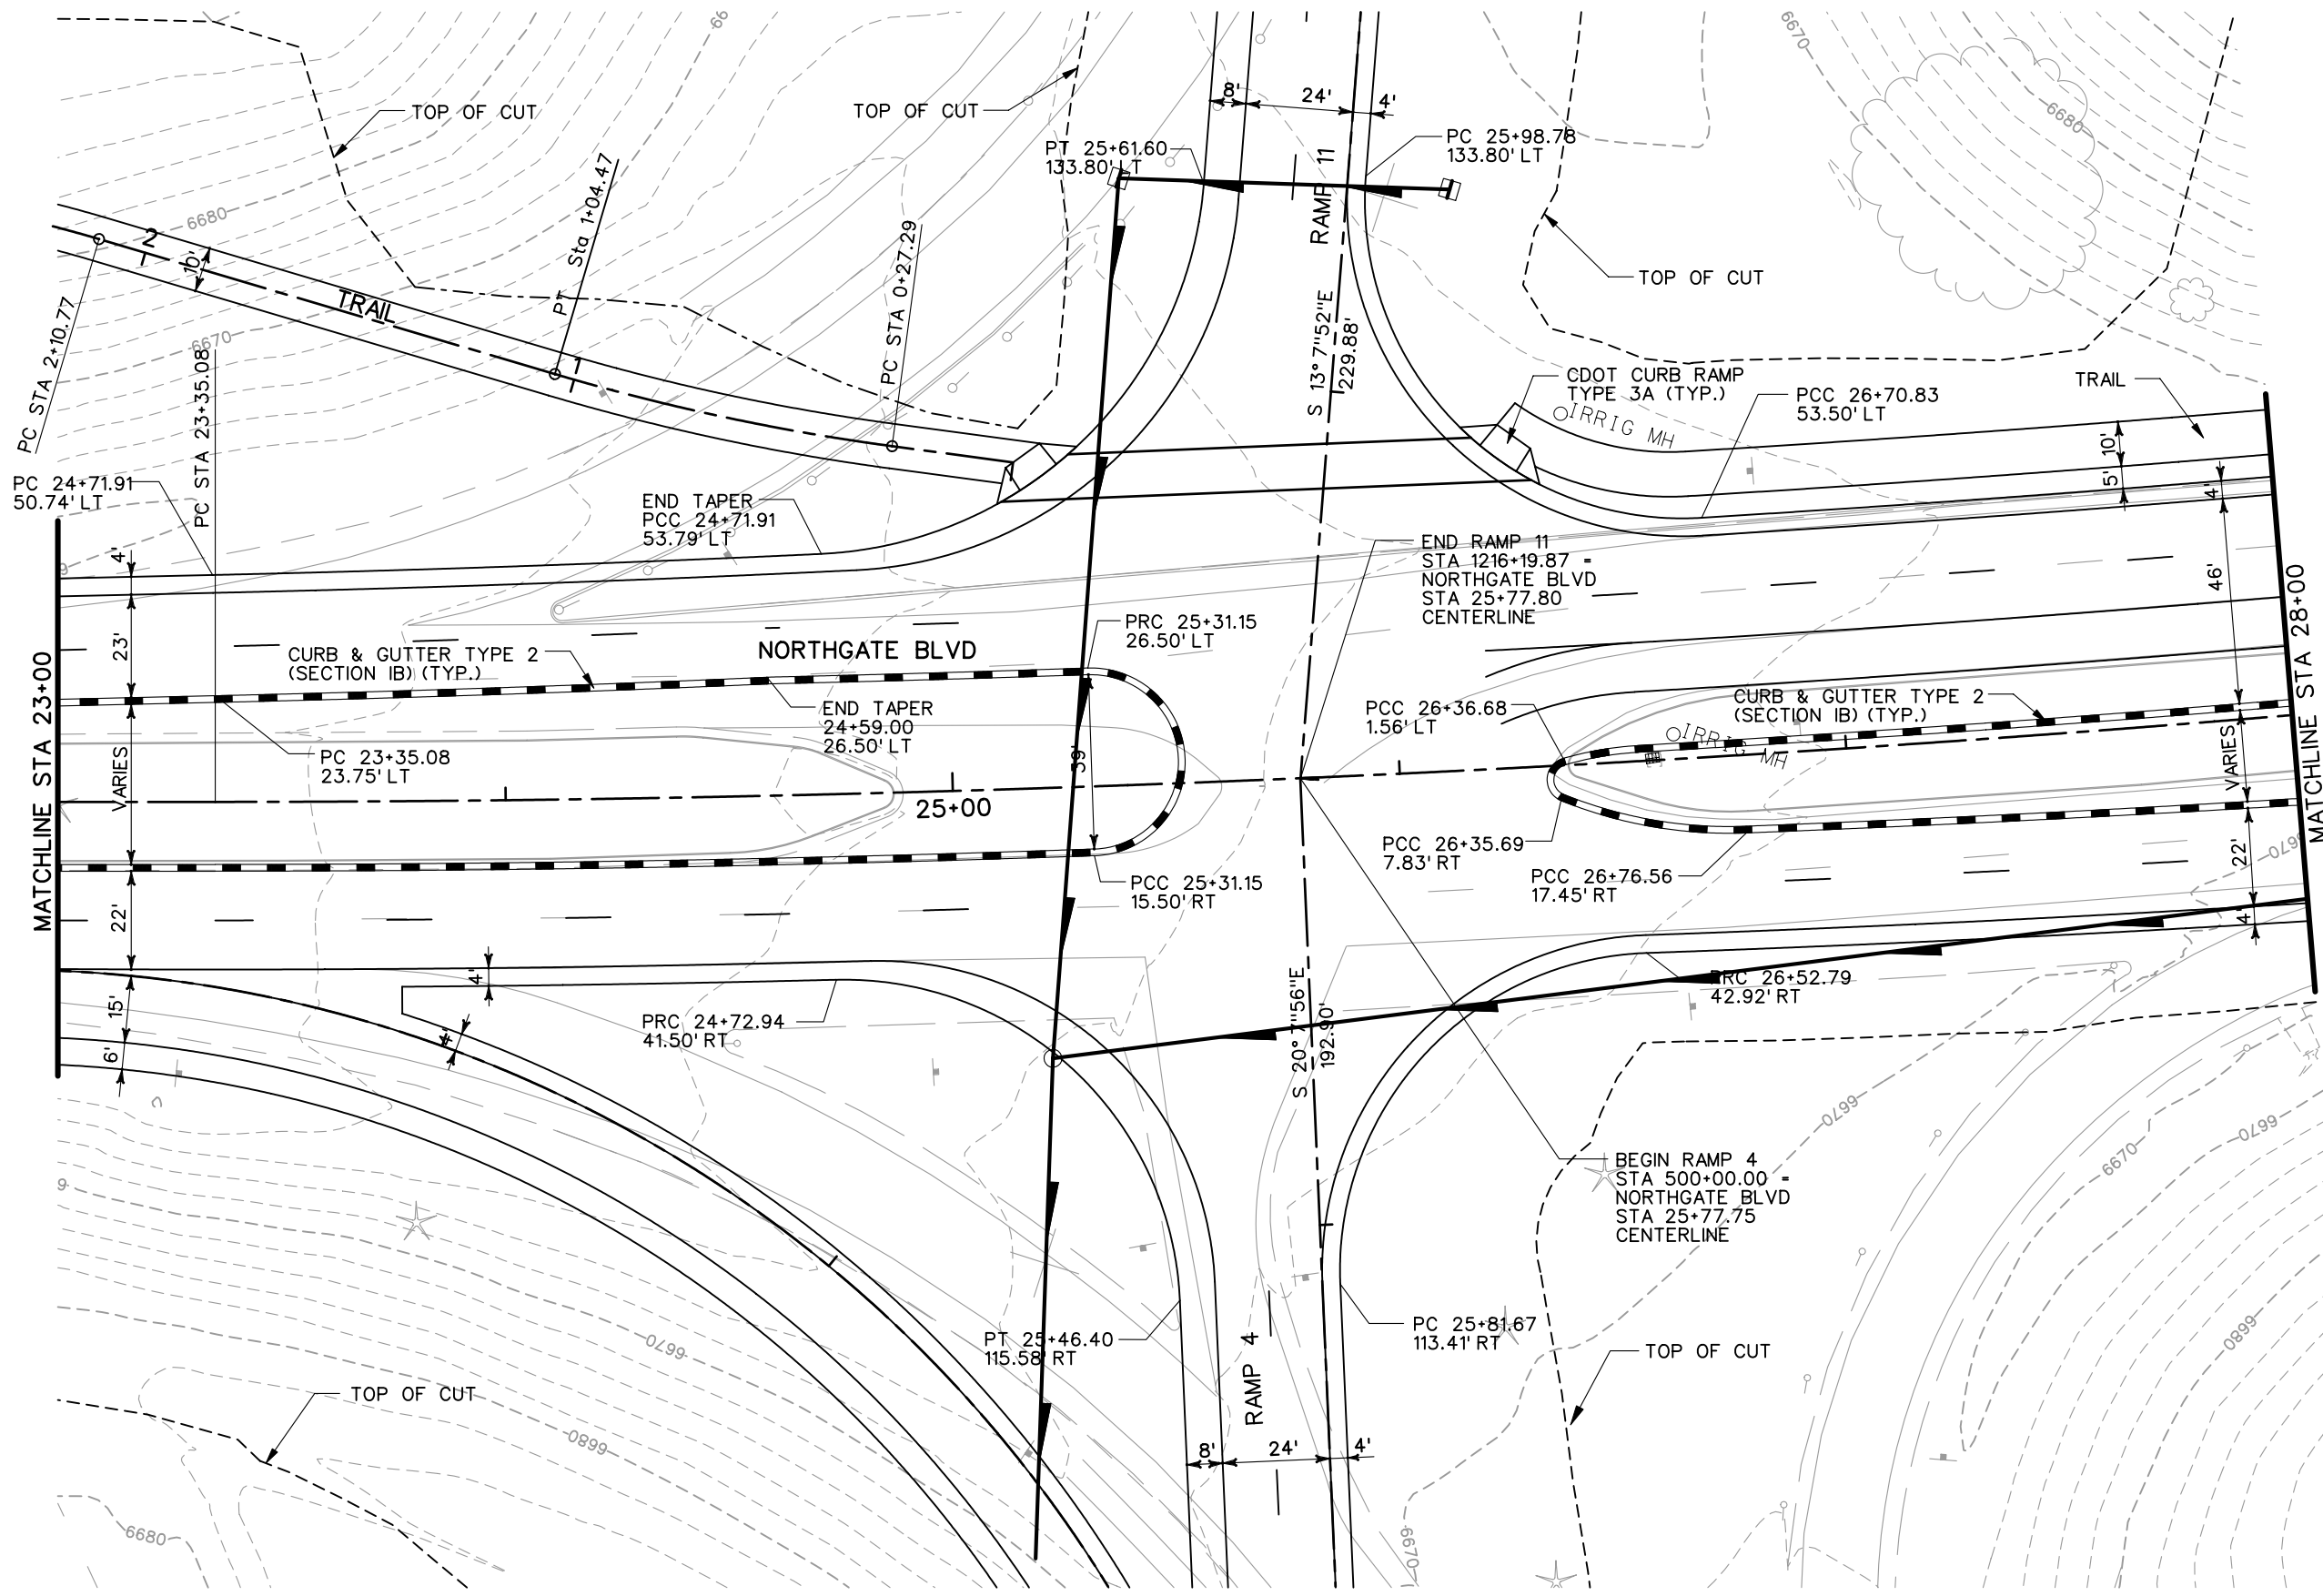 66
6670
TOP OF CUT
TOP OF CUT
8'
24'
4'
6680
PT 25+61.60
133.80' LT
PC 25+98.78
133.80' LT
RAMP 11
Sta 1+04.47
PT
6680
2
10'
TRAIL
PC STA 2+10.77
6670
PC STA 23+35.08
1
PC STA 0+27.29
TOP OF CUT
S 13° 7'52"E
229.88'
CDOT CURB RAMP
TYPE 3A (TYP.)
IRRIG MH
PCC 26+70.83
53.50' LT
TRAIL
10'
5'
4'
46'
PC 24+71.91
50.74' LT
4'
END TAPER
PCC 24+71.91
53.79' LT
END RAMP 11
STA 1216+19.87 =
NORTHGATE BLVD
STA 25+77.80
CENTERLINE
23'
CURB & GUTTER TYPE 2
(SECTION IB) (TYP.)
NORTHGATE BLVD
PRC 25+31.15
26.50' LT
MATCHLINE STA 23+00
MATCHLINE STA 28+00
PC 23+35.08
23.75' LT
END TAPER
24+59.00
26.50' LT
39'
PCC 26+36.68
1.56' LT
CURB & GUTTER TYPE 2
(SECTION IB) (TYP.)
IRRIG MH
VARIES
VARIES
25+00
PCC 26+35.69
7.83' RT
PCC 26+76.56
17.45' RT
PCC 25+31.15
15.50' RT
22'
22'
6670
4'
4'
15'
6'
4'
PRC 24+72.94
41.50' RT
PRC 26+52.79
42.92' RT
S 20° 7'56"E
192.90'
6670
6670
6670
BEGIN RAMP 4
STA 500+00.00 =
NORTHGATE BLVD
STA 25+77.75
CENTERLINE
PT 25+46.40
115.58' RT
RAMP 4
PC 25+81.67
113.41' RT
TOP OF CUT
6670
6680
TOP OF CUT
6680
8'
24'
4'
6680
6670